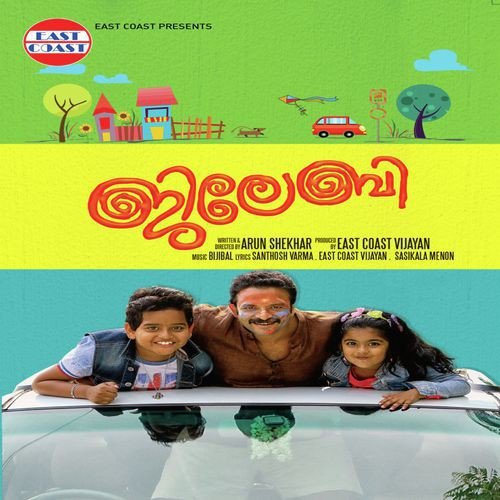 EAST COAST
EAST COAST PRESENTS
ജിലേബി
WRITTEN & DIRECTED BY ARUN SHEKHAR PRODUCED BY EAST COAST VIJAYAN
MUSIC BIJIBAL LYRICS SANTHOSH VARMA . EAST COAST VIJAYAN . SASIKALA MENON